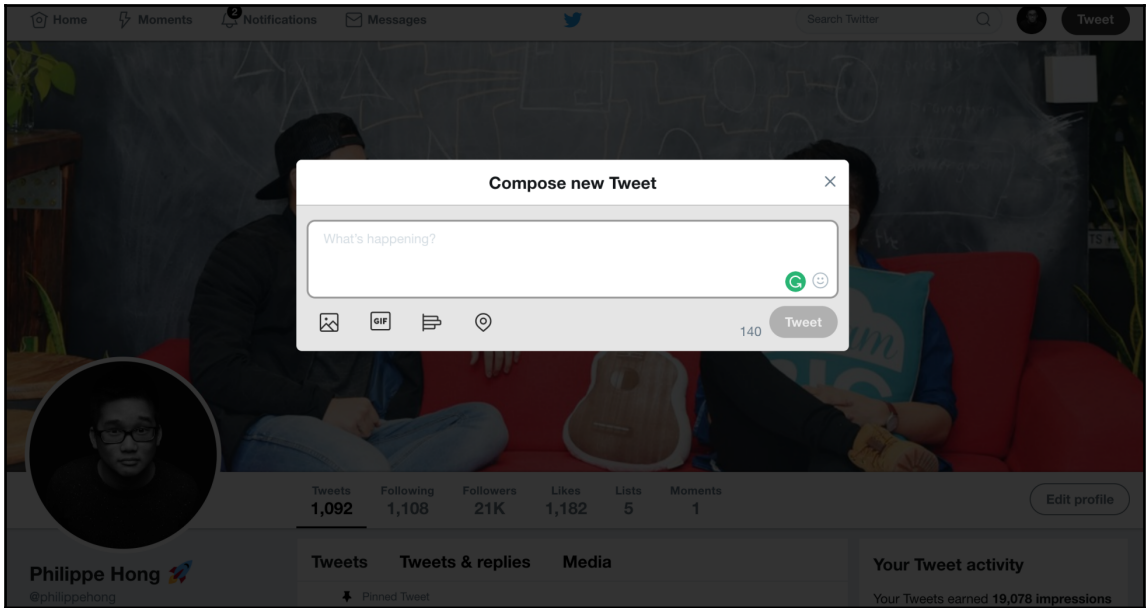 Home Moments 2 Notifications Messages Search Twitter Tweet
Compose new Tweet
What's happening?
GIF
140 Tweet
Tweets Following Followers Likes Lists Moments
1,092 1,108 21K 1,182 5 1
Edit profile
Philippe Hong
@philippehong
Tweets Tweets & replies Media
Pinned Tweet
Your Tweet activity
Your Tweets earned 19,078 impressions